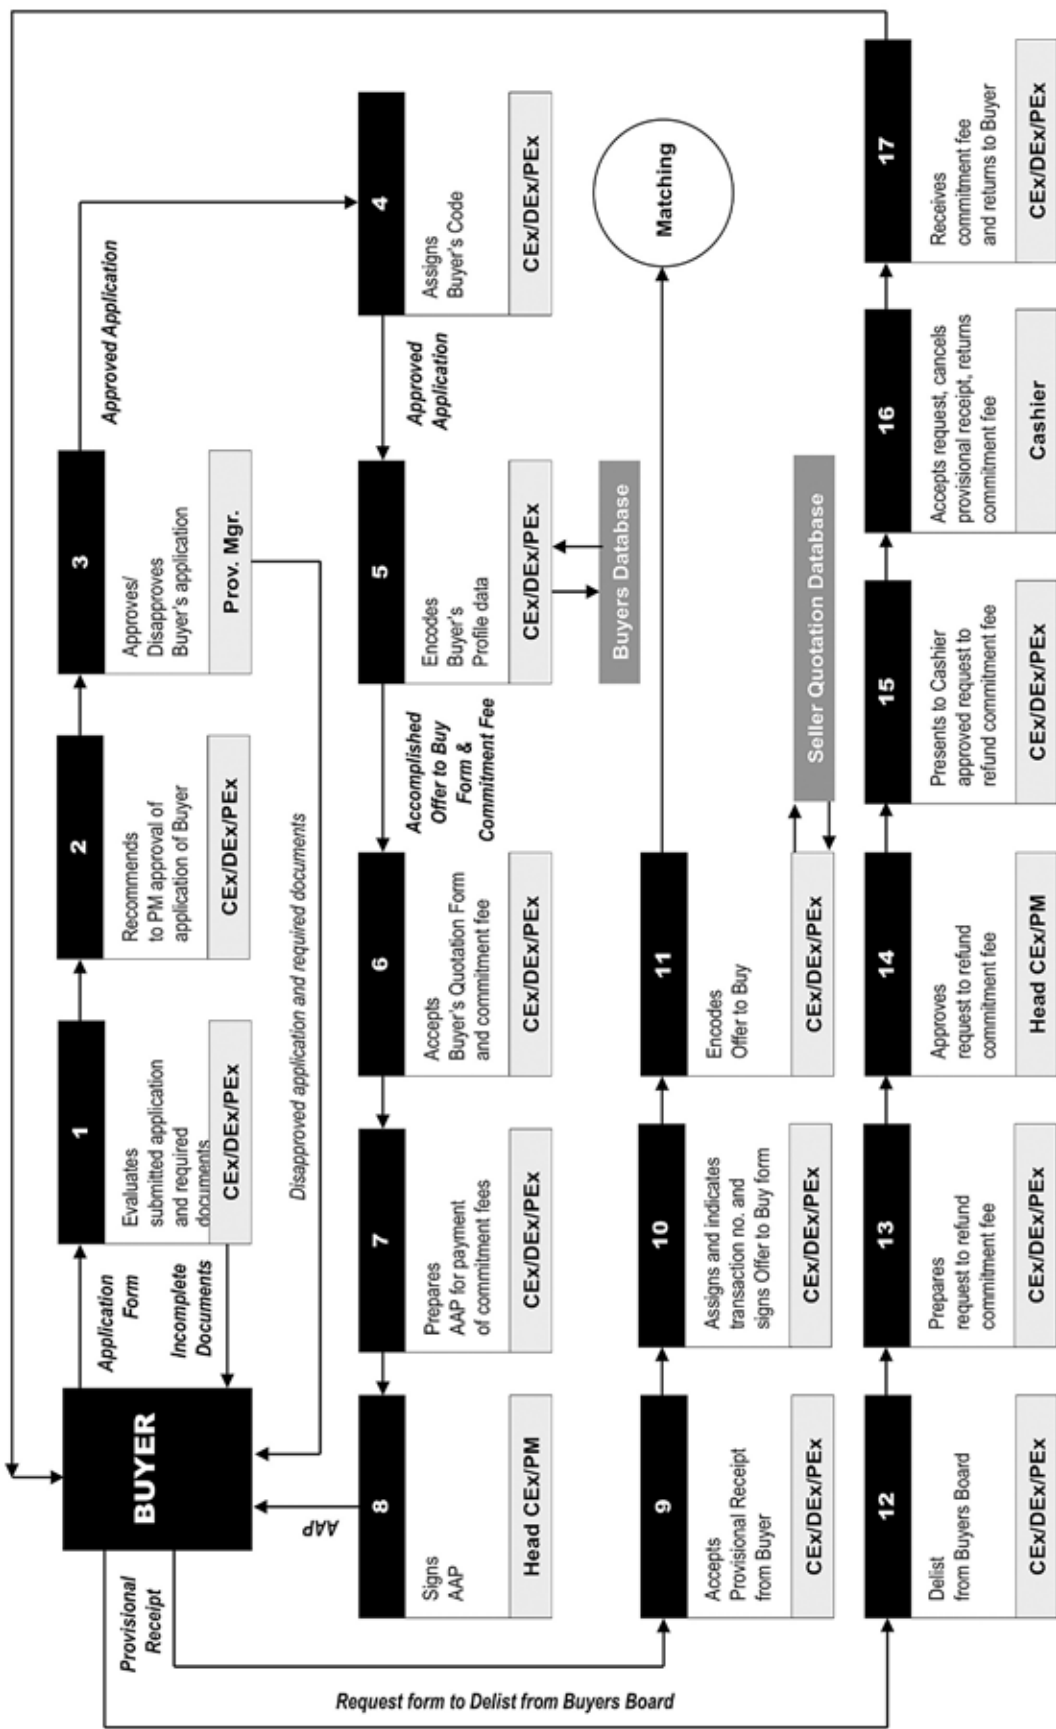 BUYER
Application
Form
Incomplete
Documents
1
Evaluates
submitted application
and required
documents
CEx/DEx/PEx
2
Recommends
to PM approval of
application of Buyer
CEx/DEx/PEx
3
Approves/
Disapproves
Buyer's application
Prov. Mgr.
Approved Application
Disapproved application and required documents
4
Assigns
Buyer's Code
CEx/DEx/PEx
Approved
Application
5
Encodes
Buyer's
Profile data
CEx/DEx/PEx
Buyers Database
Accomplished
Offer to Buy
Form &
Commitment Fee
6
Accepts
Buyer's Quotation Form
and commitment fee
CEx/DEx/PEx
7
Prepares
AAP for payment
of commitment fees
CEx/DEx/PEx
8
Signs
AAP
Head CEx/PM
AAP
Provisional
Receipt
9
Accepts
Provisional Receipt
from Buyer
CEx/DEx/PEx
10
Assigns and indicates
transaction no. and
signs Offer to Buy form
CEx/DEx/PEx
11
Encodes
Offer to Buy
CEx/DEx/PEx
Seller Quotation Database
Matching
Request form to Delist from Buyers Board
12
Delist
from Buyers Board
CEx/DEx/PEx
13
Prepares
request to refund
commitment fee
CEx/DEx/PEx
14
Approves
request to refund
commitment fee
Head CEx/PM
15
Presents to Cashier
approved request to
refund commitment fee
CEx/DEx/PEx
16
Accepts request, cancels
provisional receipt, returns
commitment fee
Cashier
17
Receives
commitment fee
and returns to Buyer
CEx/DEx/PEx